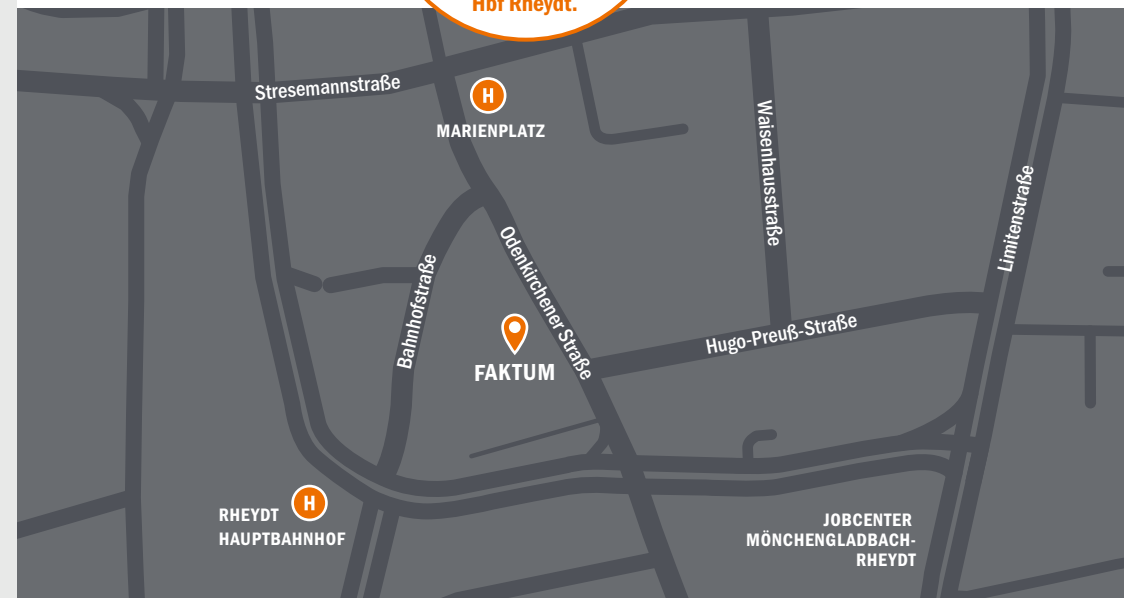 Hbf Rheydt.
Stresemannstraße
H
MARIENPLATZ
Waisenhausstraße
Limitenstraße
Odenkirchener Straße
Bahnhofstraße
Hugo-Preuß-Straße
FAKTUM
H
RHEYDT
HAUPTBAHNHOF
JOBCENTER
MÖNCHENGLADBACH-
RHEYDT